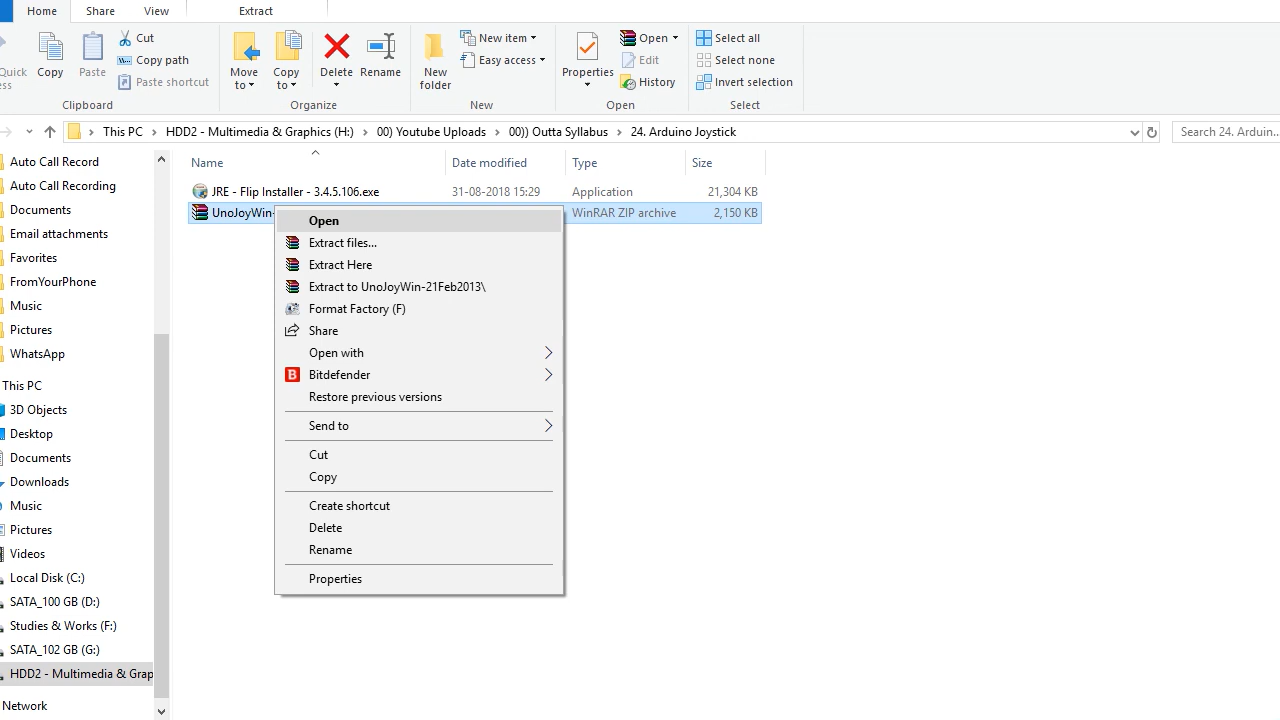 Home Share View Extract
Cut
Copy path
Paste shortcut
Quick
ess
Copy
Paste
Clipboard
Move
to
Copy
to
Delete
Rename
Organize
New item
Easy access
New
folder
New
Properties
Open
Edit
History
Open
Select all
Select none
Invert selection
Select
This PC > HDD2 - Multimedia & Graphics (H:) > 00) Youtube Uploads > 00)) Outta Syllabus > 24. Arduino Joystick
Search 24. Arduin...
Auto Call Record
Auto Call Recording
Documents
Email attachments
Favorites
FromYourPhone
Music
Pictures
WhatsApp
This PC
3D Objects
Desktop
Documents
Downloads
Music
Pictures
Videos
Local Disk (C:)
SATA_100 GB (D:)
Studies & Works (F:)
SATA_102 GB (G:)
HDD2 - Multimedia & Grap
Network
Name Date modified Type Size
JRE - Flip Installer - 3.4.5.106.exe 31-08-2018 15:29 Application 21,304 KB
UnoJoyWin- WinRAR ZIP archive 2,150 KB
Open
Extract files...
Extract Here
Extract to UnoJoyWin-21Feb2013\
Format Factory (F)
Share
Open with
B Bitdefender
Restore previous versions
Send to
Cut
Copy
Create shortcut
Delete
Rename
Properties